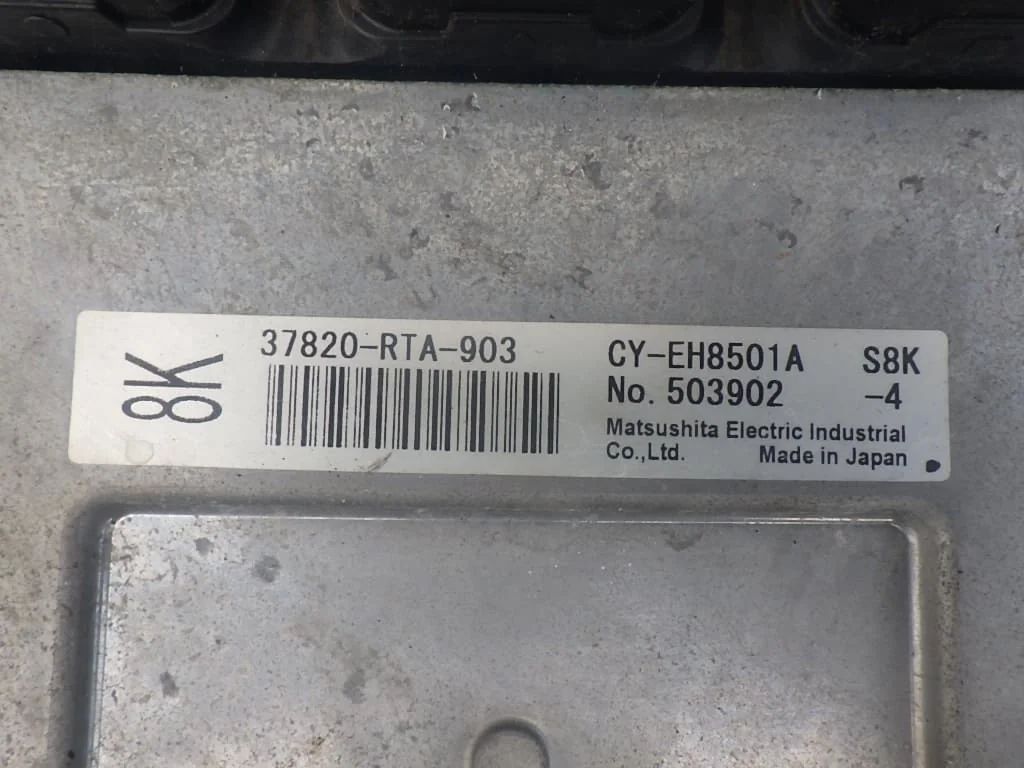 8K
37820-RTA-903
CY-EH8501A S8K
No. 503902 -4
Matsushita Electric Industrial
Co.,Ltd. Made in Japan